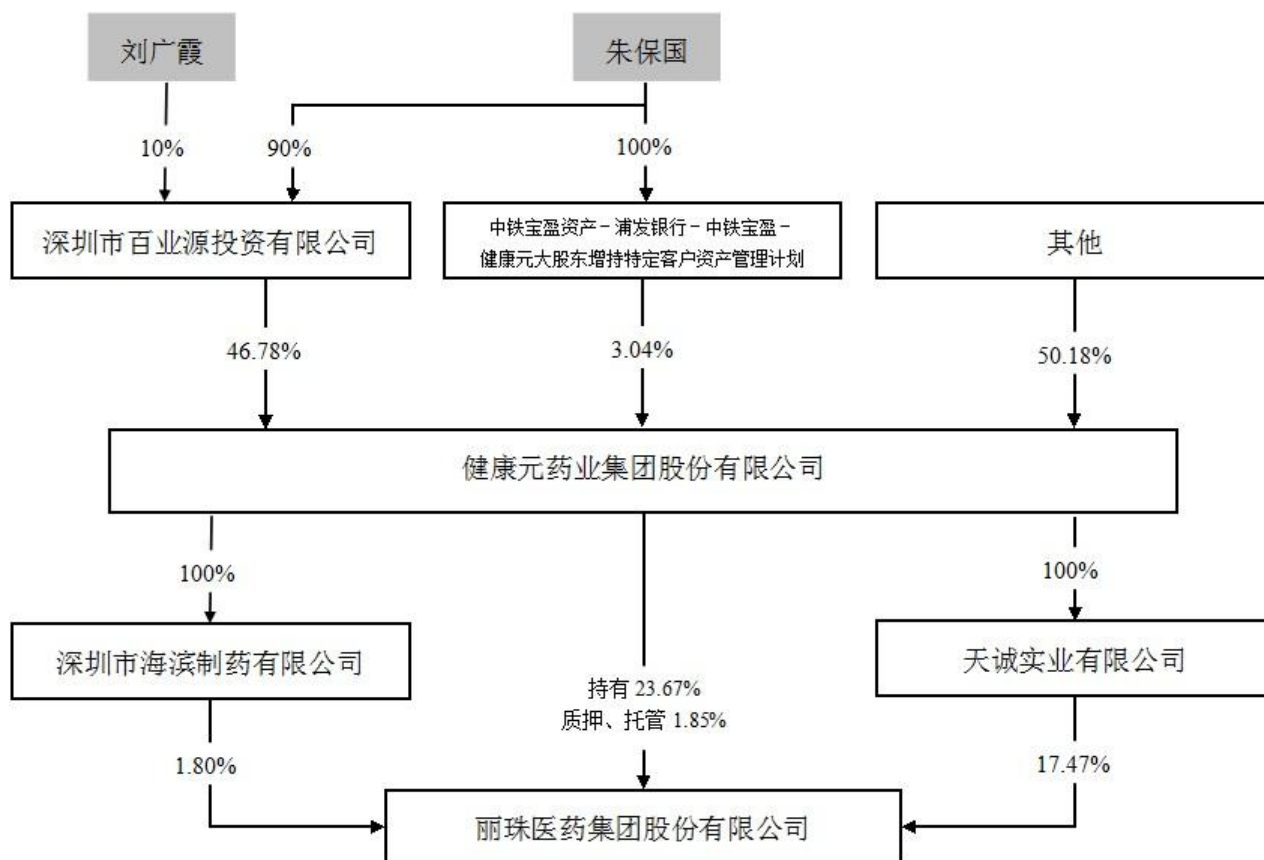 刘广霞
朱保国
10%
90%
100%
深圳市百业源投资有限公司
中铁宝盈资产－浦发银行－中铁宝盈－
健康元大股东增持特定客户资产管理计划
其他
46.78%
3.04%
50.18%
健康元药业集团股份有限公司
100%
100%
深圳市海滨制药有限公司
天诚实业有限公司
持有 23.67%
质押、托管 1.85%
1.80%
17.47%
丽珠医药集团股份有限公司